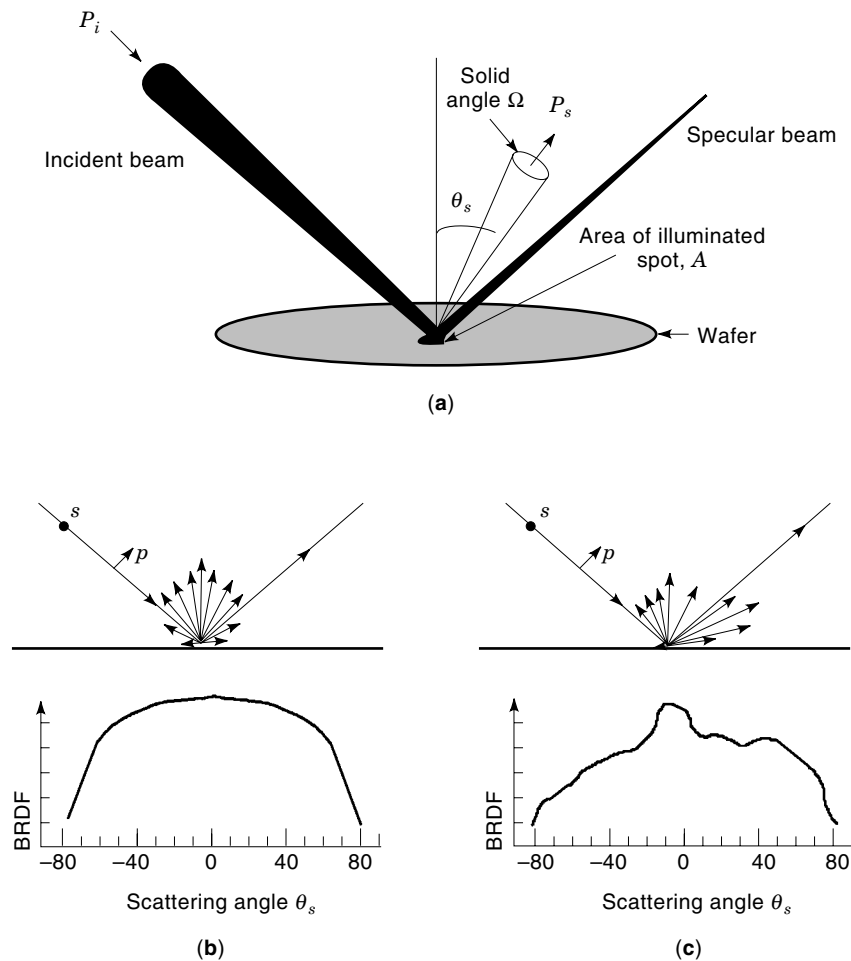 P_i
Incident beam
Solid
angle Ω
P_s
Specular beam
θ_s
Area of illuminated
spot, A
Wafer
(a)
s
p
BRDF
–80 –40 0 40 80
Scattering angle θ_s
(b)
s
p
BRDF
–80 –40 0 40 80
Scattering angle θ_s
(c)